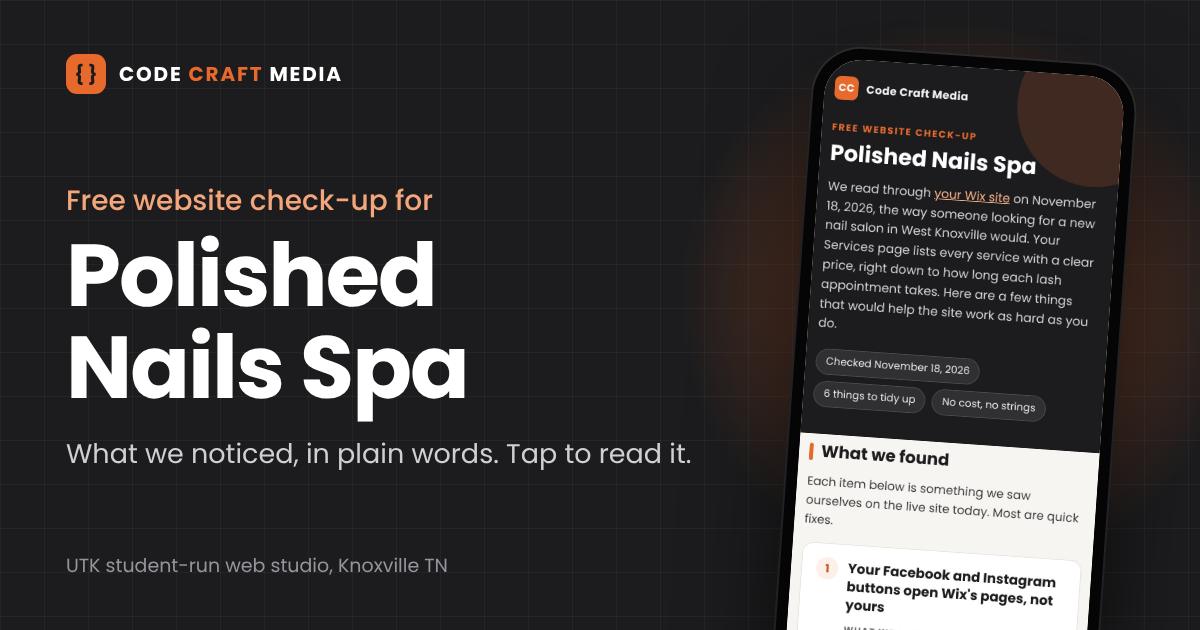 { } CODE CRAFT MEDIA
Free website check-up for
Polished
Nails Spa
What we noticed, in plain words. Tap to read it.
UTK student-run web studio, Knoxville TN
CC Code Craft Media
FREE WEBSITE CHECK-UP
Polished Nails Spa
We read through your Wix site on November
18, 2026, the way someone looking for a new
nail salon in West Knoxville would. Your
Services page lists every service with a clear
price, right down to how long each lash
appointment takes. Here are a few things
that would help the site work as hard as you
do.
Checked November 18, 2026
6 things to tidy up
No cost, no strings
What we found
Each item below is something we saw
ourselves on the live site today. Most are quick
fixes.
1 Your Facebook and Instagram
buttons open Wix's pages, not
yours